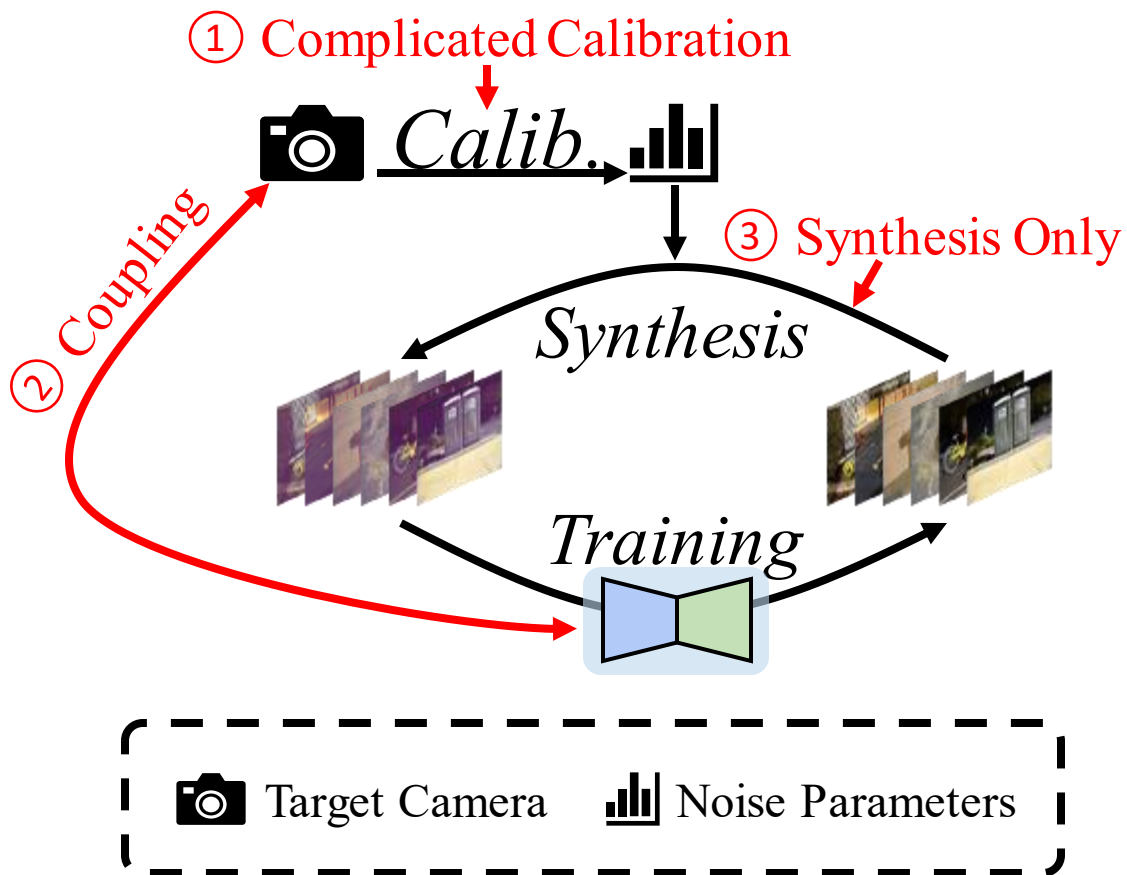 ① Complicated Calibration
Calib.
② Coupling
③ Synthesis Only
Synthesis
Training
Target Camera
Noise Parameters